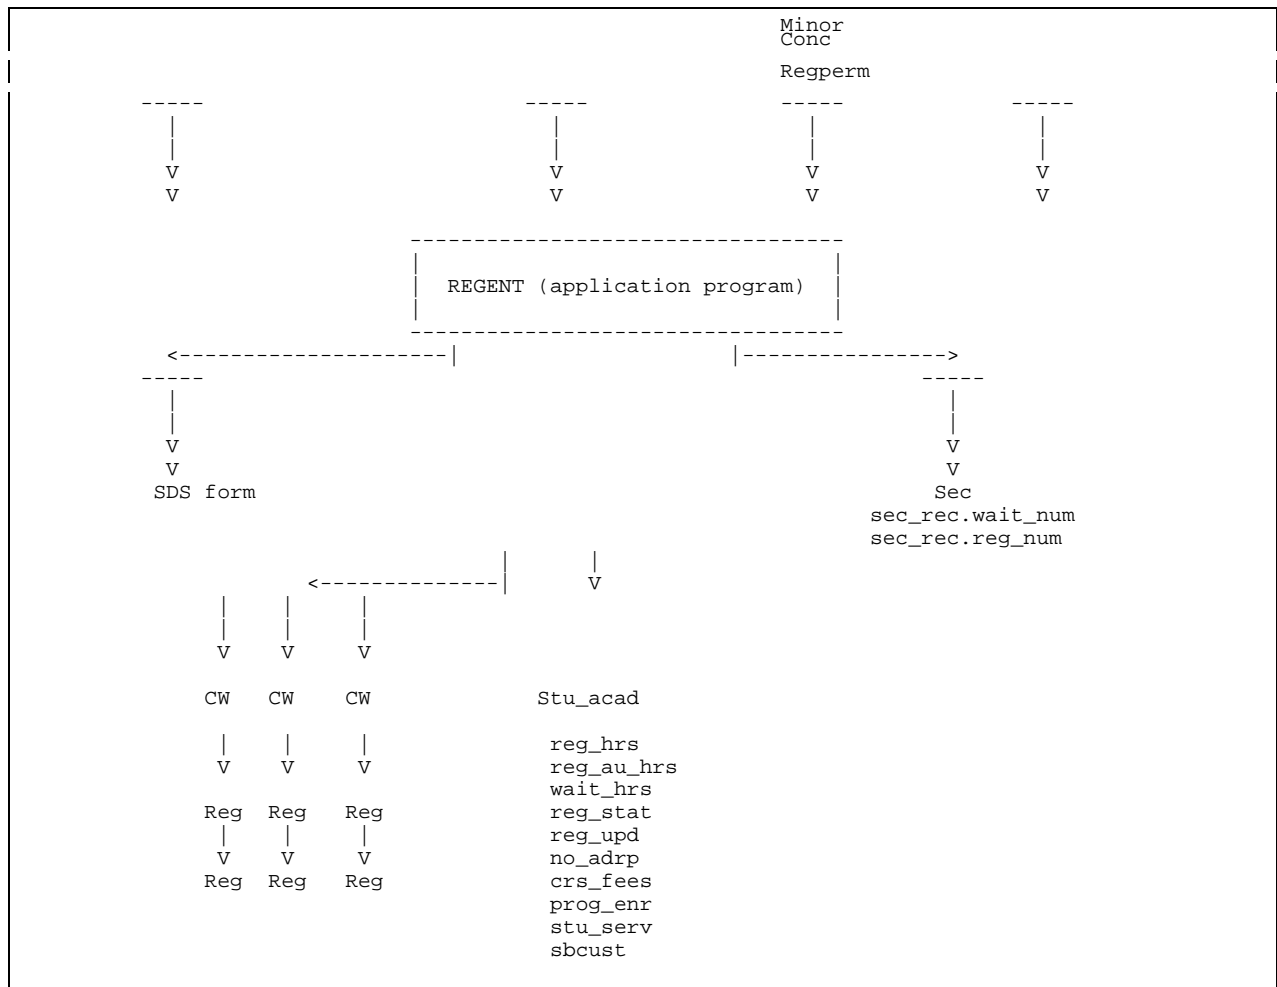 Minor
Conc
Regperm
REGENT (application program)
SDS form
Sec
sec_rec.wait_num
sec_rec.reg_num
CW CW CW Stu_acad
reg_hrs
reg_au_hrs
wait_hrs
Reg Reg Reg reg_stat
reg_upd
no_adrp
Reg Reg Reg crs_fees
prog_enr
stu_serv
sbcust